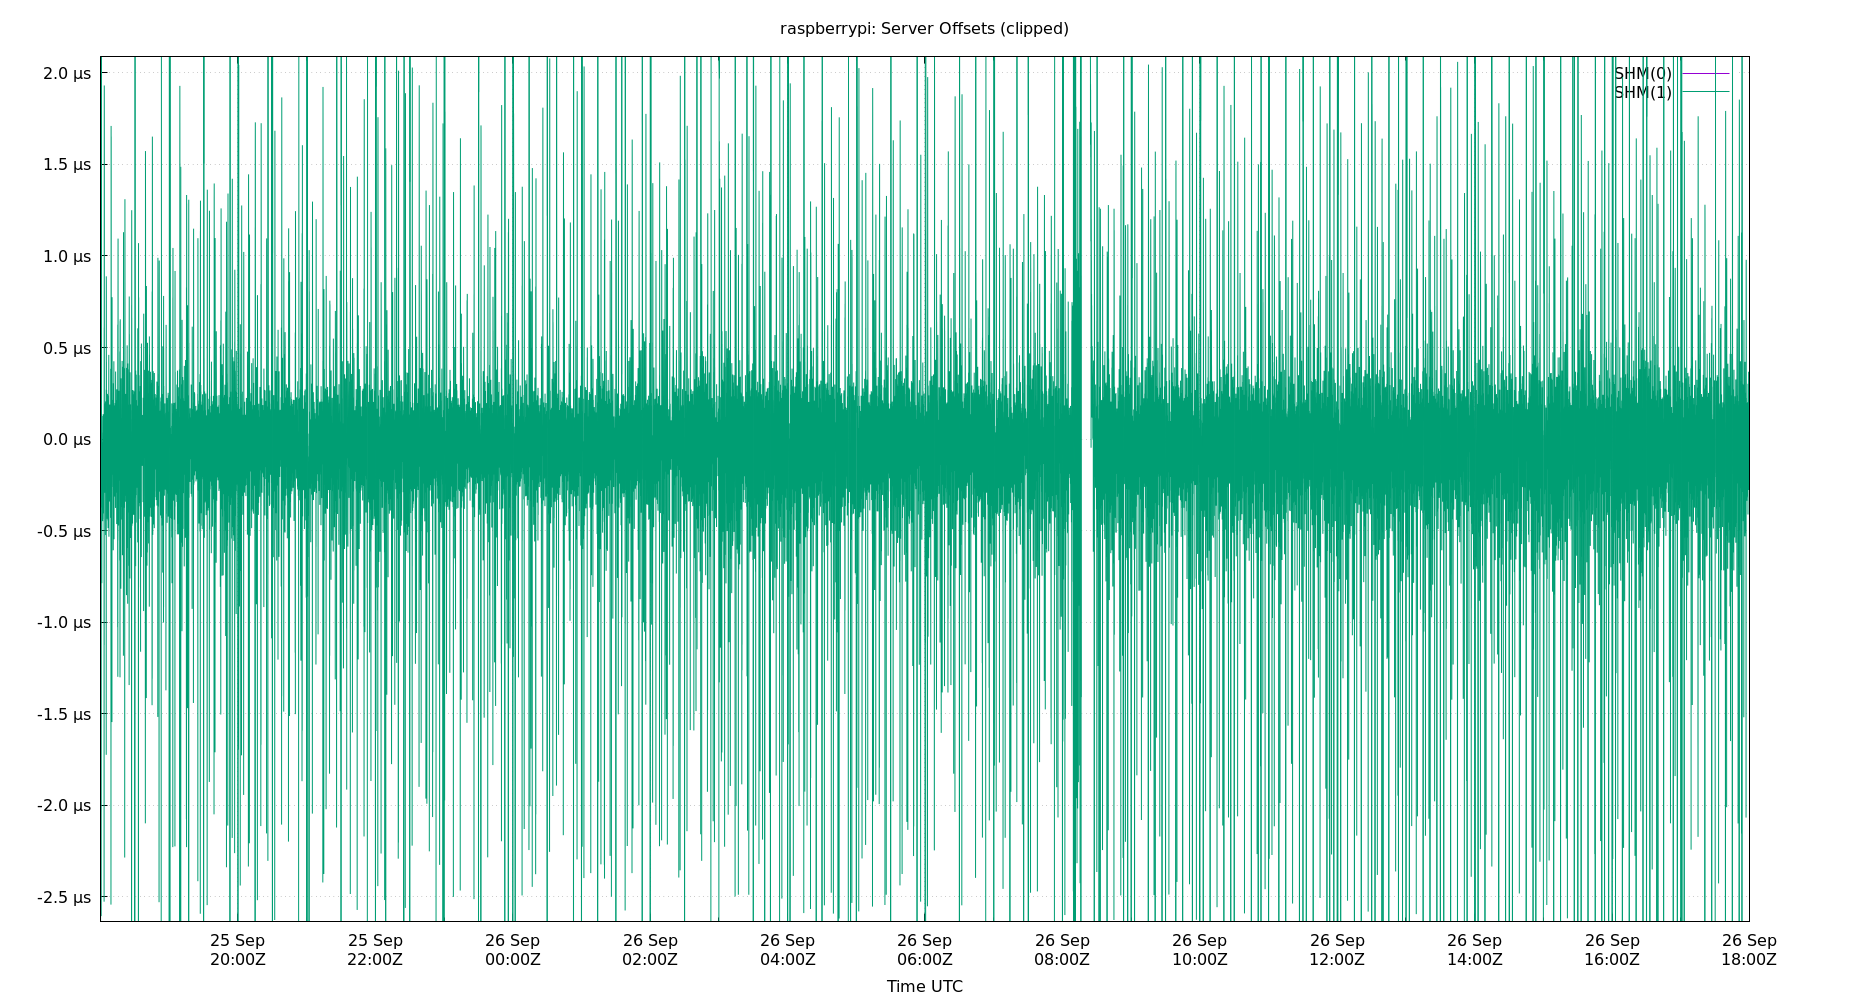 raspberrypi: Server Offsets (clipped)
SHM(0)
SHM(1)
2.0 µs
1.5 µs
1.0 µs
0.5 µs
0.0 µs
-0.5 µs
-1.0 µs
-1.5 µs
-2.0 µs
-2.5 µs
25 Sep 25 Sep 26 Sep 26 Sep 26 Sep 26 Sep 26 Sep 26 Sep 26 Sep 26 Sep 26 Sep 26 Sep
20:00Z 22:00Z 00:00Z 02:00Z 04:00Z 06:00Z 08:00Z 10:00Z 12:00Z 14:00Z 16:00Z 18:00Z
Time UTC